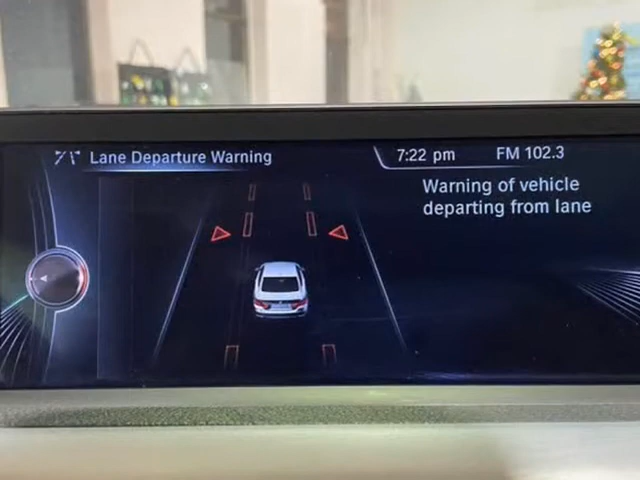 Lane Departure Warning
7:22 pm
FM 102.3
Warning of vehicle
departing from lane